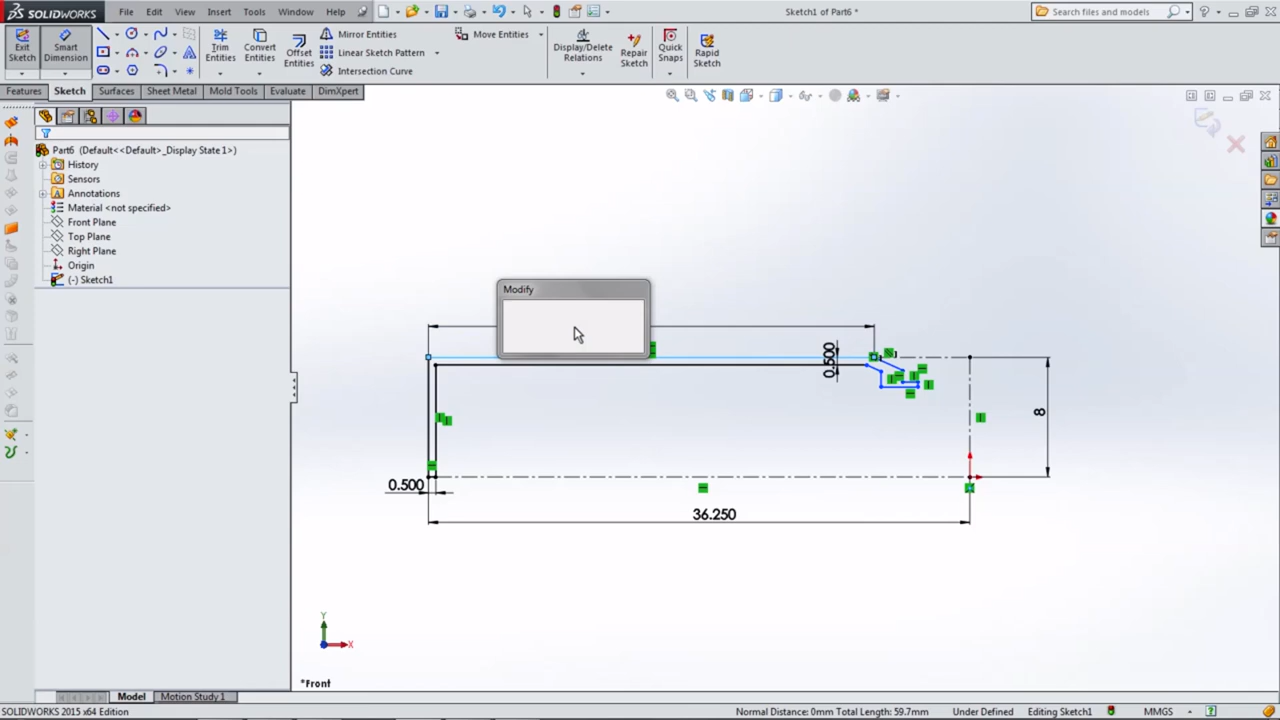 SOLIDWORKS File Edit View Insert Tools Window Help Sketch1 of Part6 * Search files and models
Exit Sketch
Smart Dimension
Trim Entities
Convert Entities
Offset Entities
Mirror Entities
Linear Sketch Pattern
Intersection Curve
Move Entities
Display/Delete Relations
Repair Sketch
Quick Snaps
Rapid Sketch
Features Sketch Surfaces Sheet Metal Mold Tools Evaluate DimXpert
Part6 (Default<<Default>_Display State 1>)
History
Sensors
Annotations
Material <not specified>
Front Plane
Top Plane
Right Plane
Origin
(-) Sketch1
Modify
0.500
8
0.500
36.250
Y
X
*Front
Model Motion Study 1
SOLIDWORKS 2015 x64 Edition Normal Distance: 0mm Total Length: 59.7mm Under Defined Editing Sketch1 MMGS